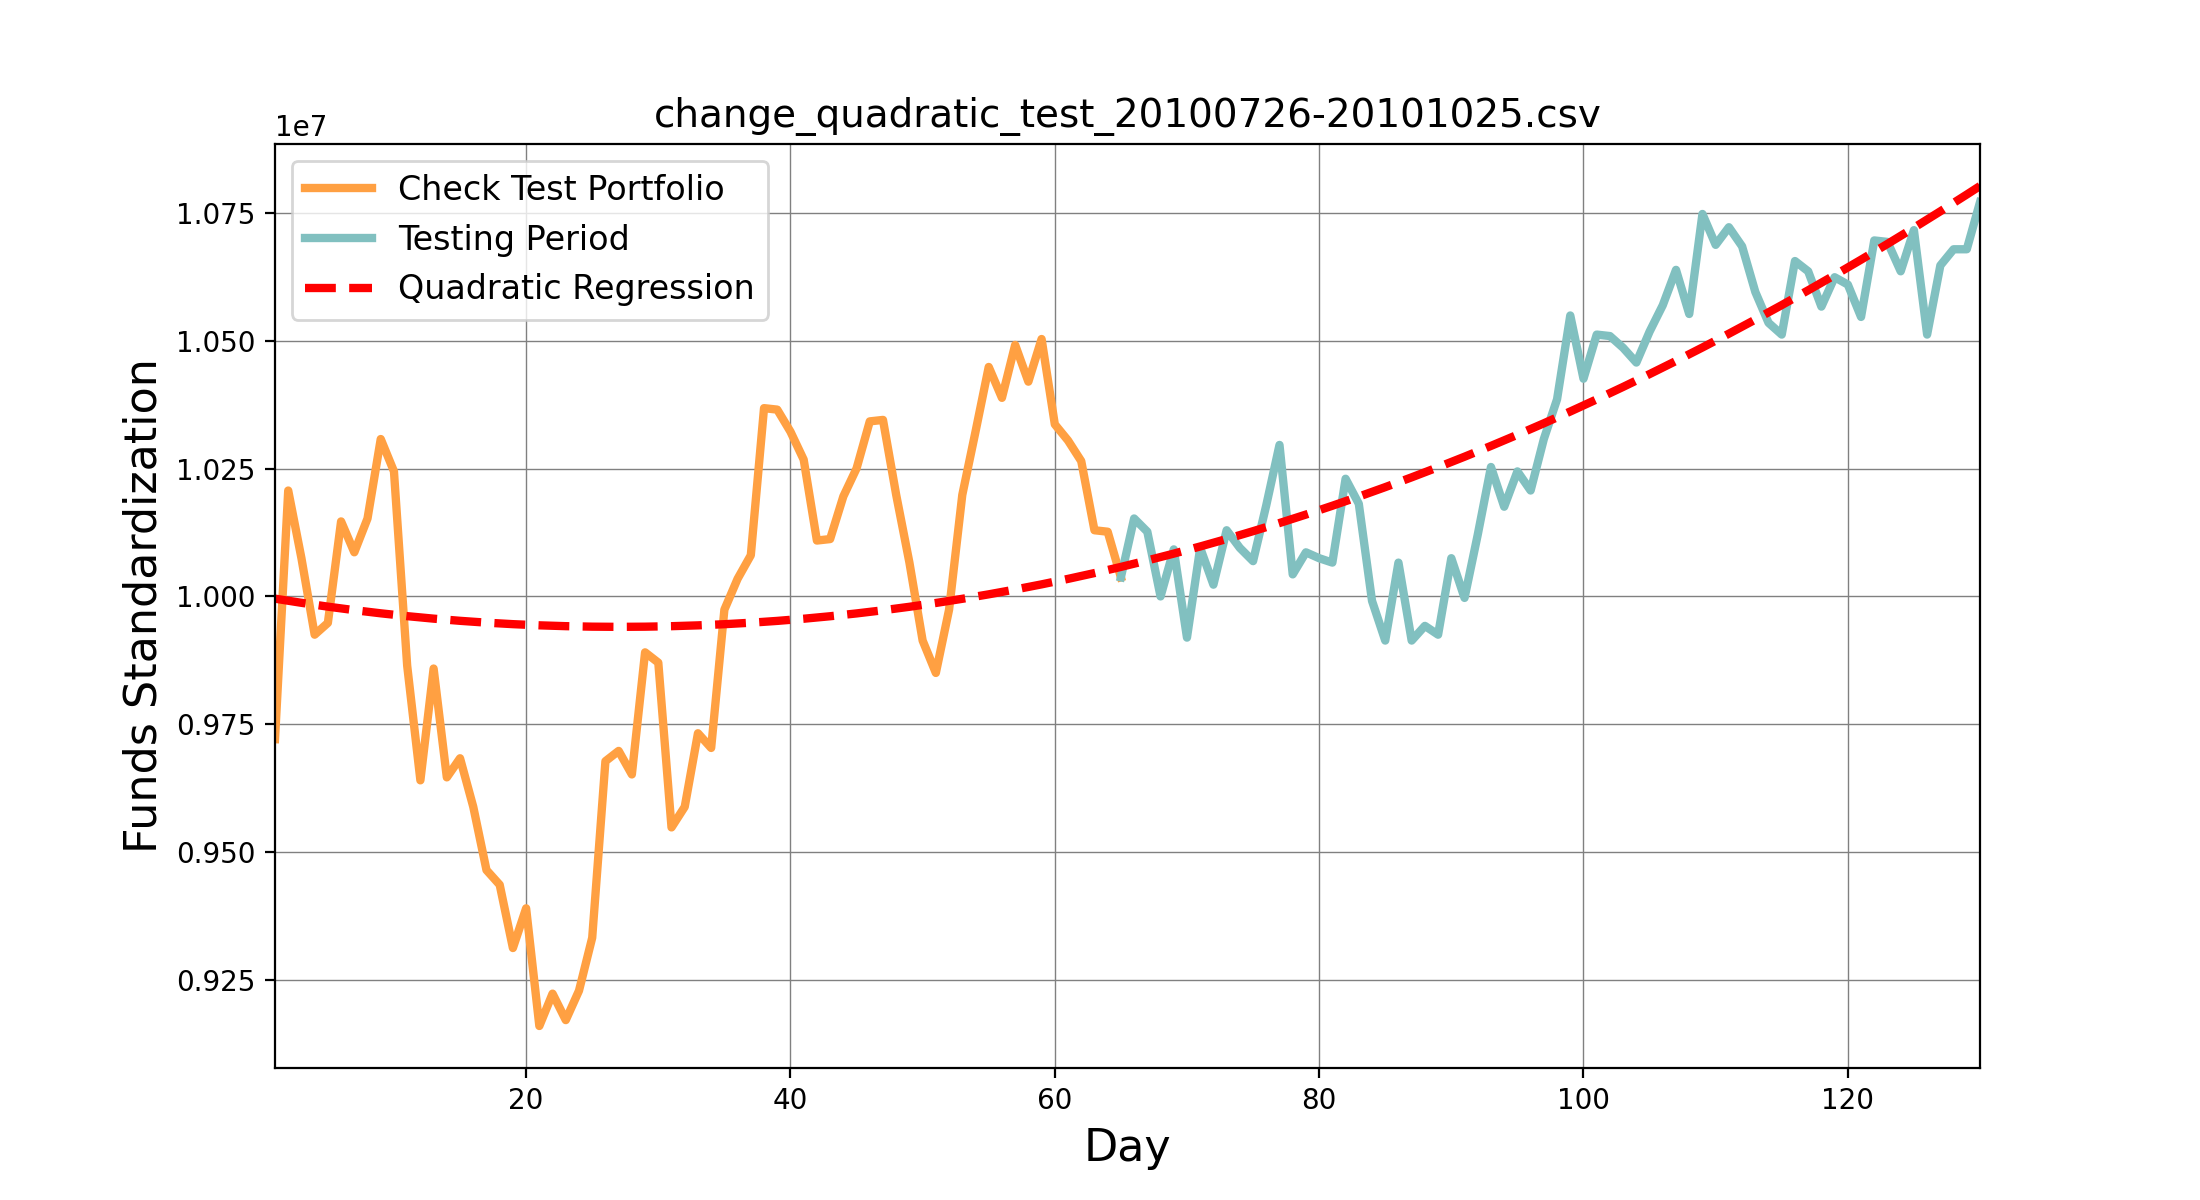 change_quadratic_test_20100726-20101025.csv
1e7
Check Test Portfolio
Testing Period
Quadratic Regression
1.075
1.050
1.025
1.000
0.975
0.950
0.925
Funds Standardization
20 40 60 80 100 120
Day